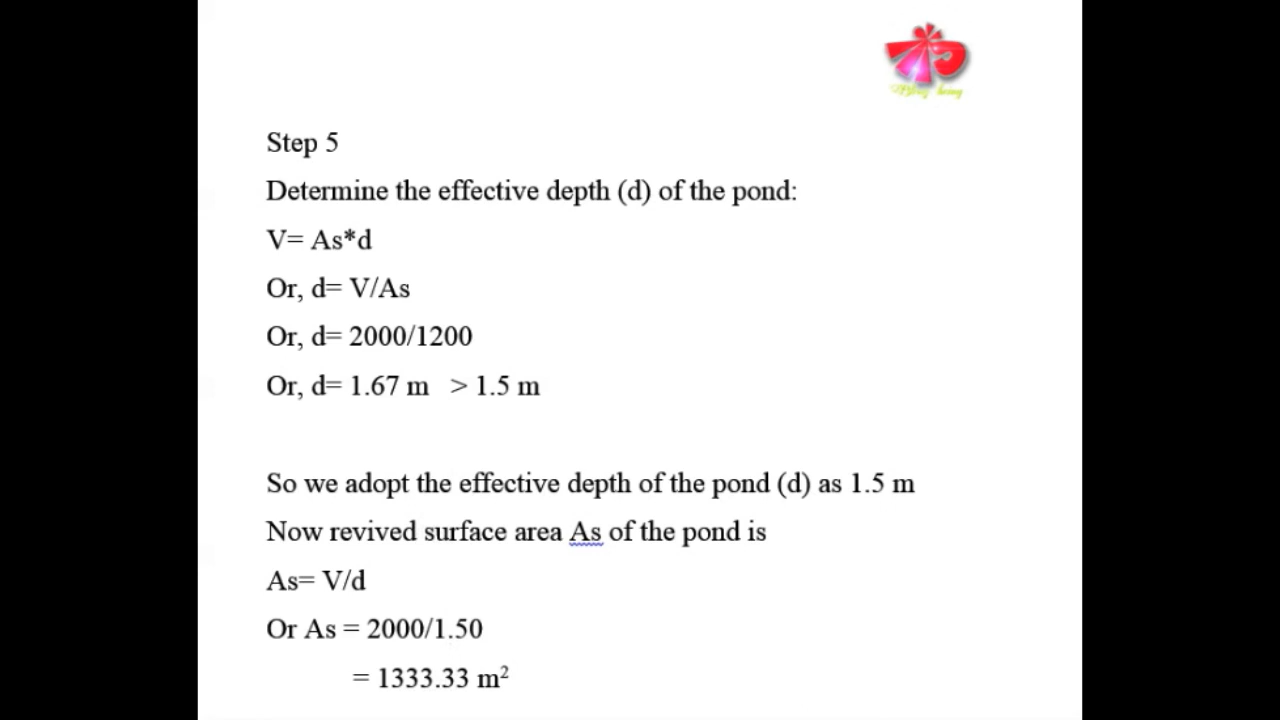 Step 5
Determine the effective depth (d) of the pond:
V= As*d
Or, d= V/As
Or, d= 2000/1200
Or, d= 1.67 m > 1.5 m
So we adopt the effective depth of the pond (d) as 1.5 m
Now revived surface area As of the pond is
As= V/d
Or As = 2000/1.50
= 1333.33 m²